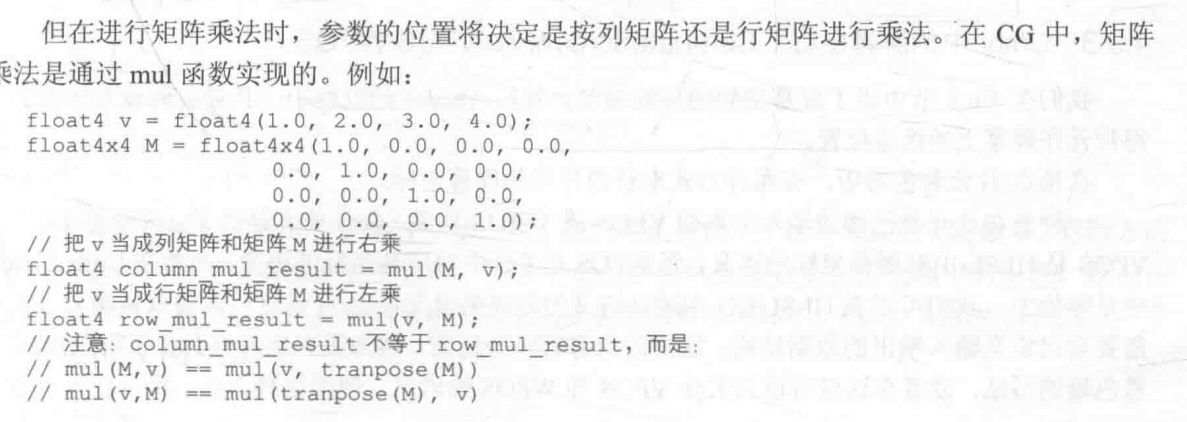 但在进行矩阵乘法时，参数的位置将决定是按列矩阵还是行矩阵进行乘法。在 CG 中，矩阵
乘法是通过 mul 函数实现的。例如：
float4 v = float4(1.0, 2.0, 3.0, 4.0);
float4x4 M = float4x4(1.0, 0.0, 0.0, 0.0,
0.0, 1.0, 0.0, 0.0,
0.0, 0.0, 1.0, 0.0,
0.0, 0.0, 0.0, 1.0);
// 把 v 当成列矩阵和矩阵 M 进行右乘
float4 column_mul_result = mul(M, v);
// 把 v 当成行矩阵和矩阵 M 进行左乘
float4 row_mul_result = mul(v, M);
// 注意：column_mul_result 不等于 row_mul_result，而是：
// mul(M,v) == mul(v, tranpose(M))
// mul(v,M) == mul(tranpose(M), v)